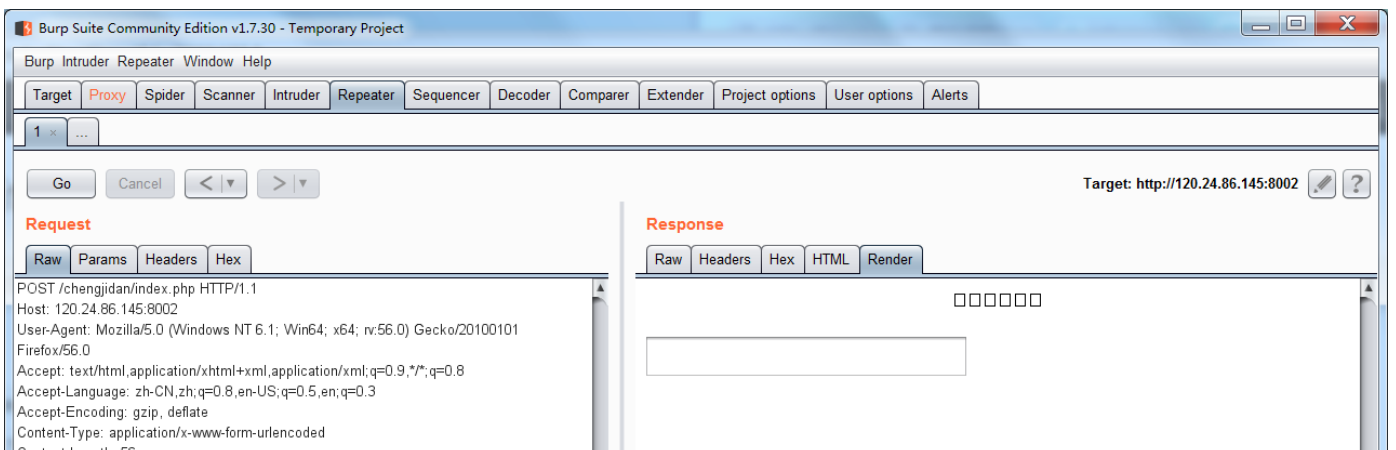 Burp Suite Community Edition v1.7.30 - Temporary Project
Burp Intruder Repeater Window Help
Target Proxy Spider Scanner Intruder Repeater Sequencer Decoder Comparer Extender Project options User options Alerts
1 × ...
Go Cancel < > Target: http://120.24.86.145:8002 ?
Request Response
Raw Params Headers Hex Raw Headers Hex HTML Render
POST /chengjidan/index.php HTTP/1.1
Host: 120.24.86.145:8002
User-Agent: Mozilla/5.0 (Windows NT 6.1; Win64; x64; rv:56.0) Gecko/20100101
Firefox/56.0
Accept: text/html,application/xhtml+xml,application/xml;q=0.9,*/*;q=0.8
Accept-Language: zh-CN,zh;q=0.8,en-US;q=0.5,en;q=0.3
Accept-Encoding: gzip, deflate
Content-Type: application/x-www-form-urlencoded